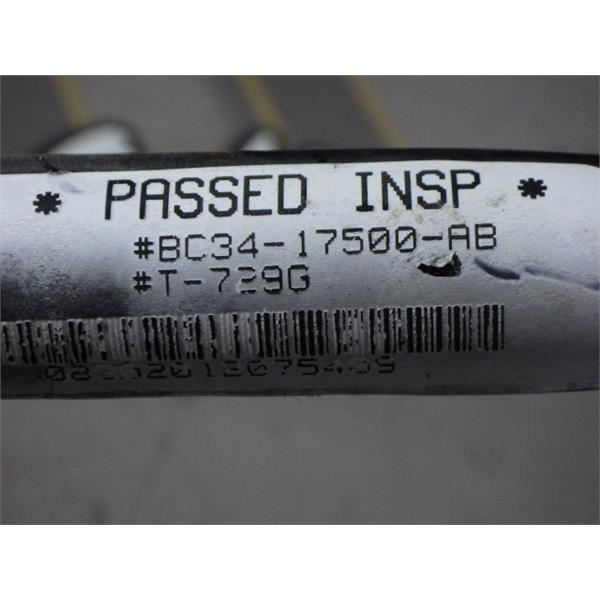 * PASSED INSP *
#BC34-17500-AB
#T-729G